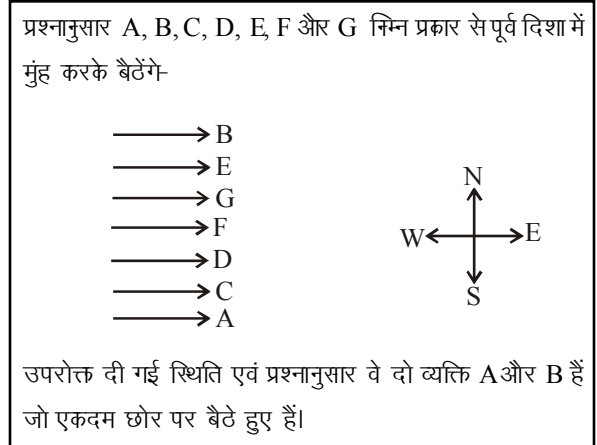 प्रश्नानुसार A, B, C, D, E, F और G निम्न प्रकार से पूर्व दिशा में
मुंह करके बैठेंगे-
B
E
G
F
D
C
A
N
W E
S
उपरोक्त दी गई स्थिति एवं प्रश्नानुसार वे दो व्यक्ति A और B हैं
जो एकदम छोर पर बैठे हुए हैं।